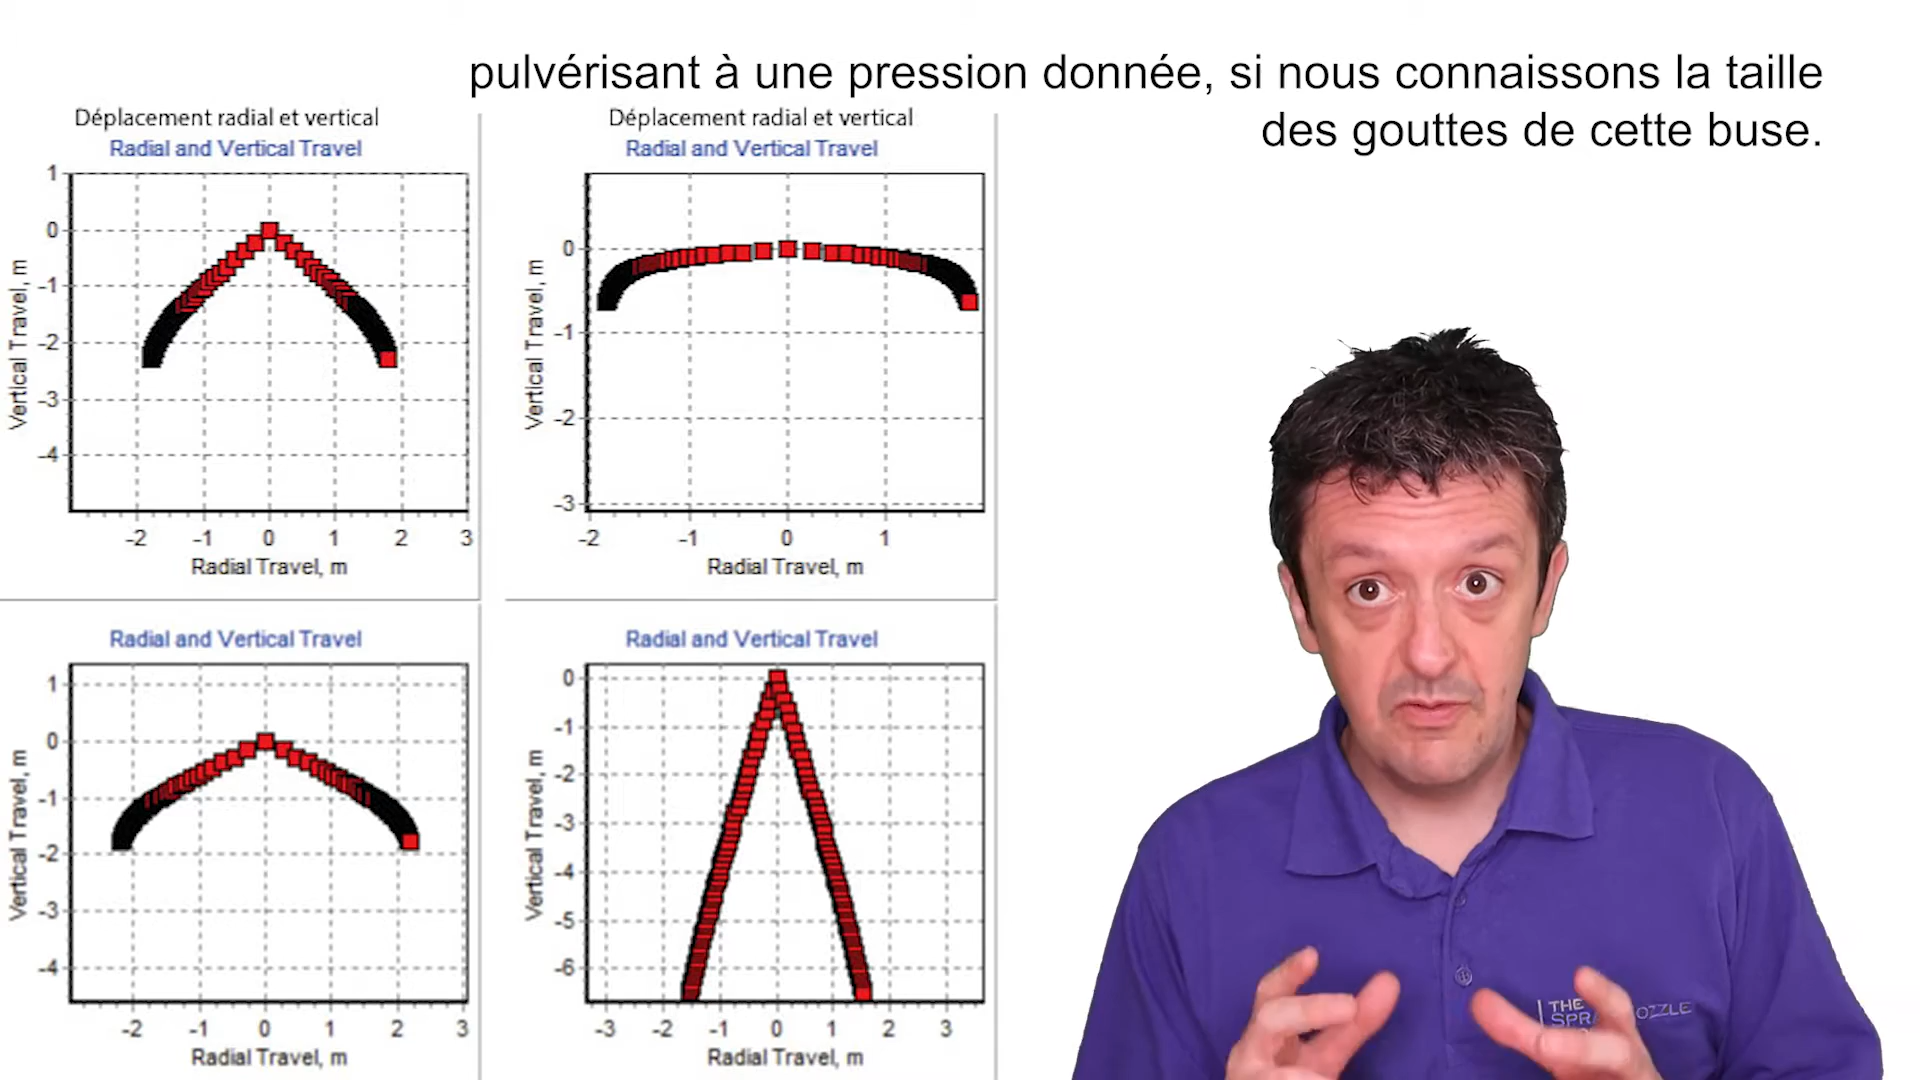 pulvérisant à une pression donnée, si nous connaissons la taille
des gouttes de cette buse.
Déplacement radial et vertical
Radial and Vertical Travel
1
0
-1
-2
-3
-4
Vertical Travel, m
-2 -1 0 1 2 3
Radial Travel, m
Déplacement radial et vertical
Radial and Vertical Travel
0
-1
-2
-3
Vertical Travel, m
-2 -1 0 1
Radial Travel, m
Radial and Vertical Travel
1
0
-1
-2
-3
-4
Vertical Travel, m
-2 -1 0 1 2 3
Radial Travel, m
Radial and Vertical Travel
0
-1
-2
-3
-4
-5
-6
Vertical Travel, m
-3 -2 -1 0 1 2 3
Radial Travel, m
THE